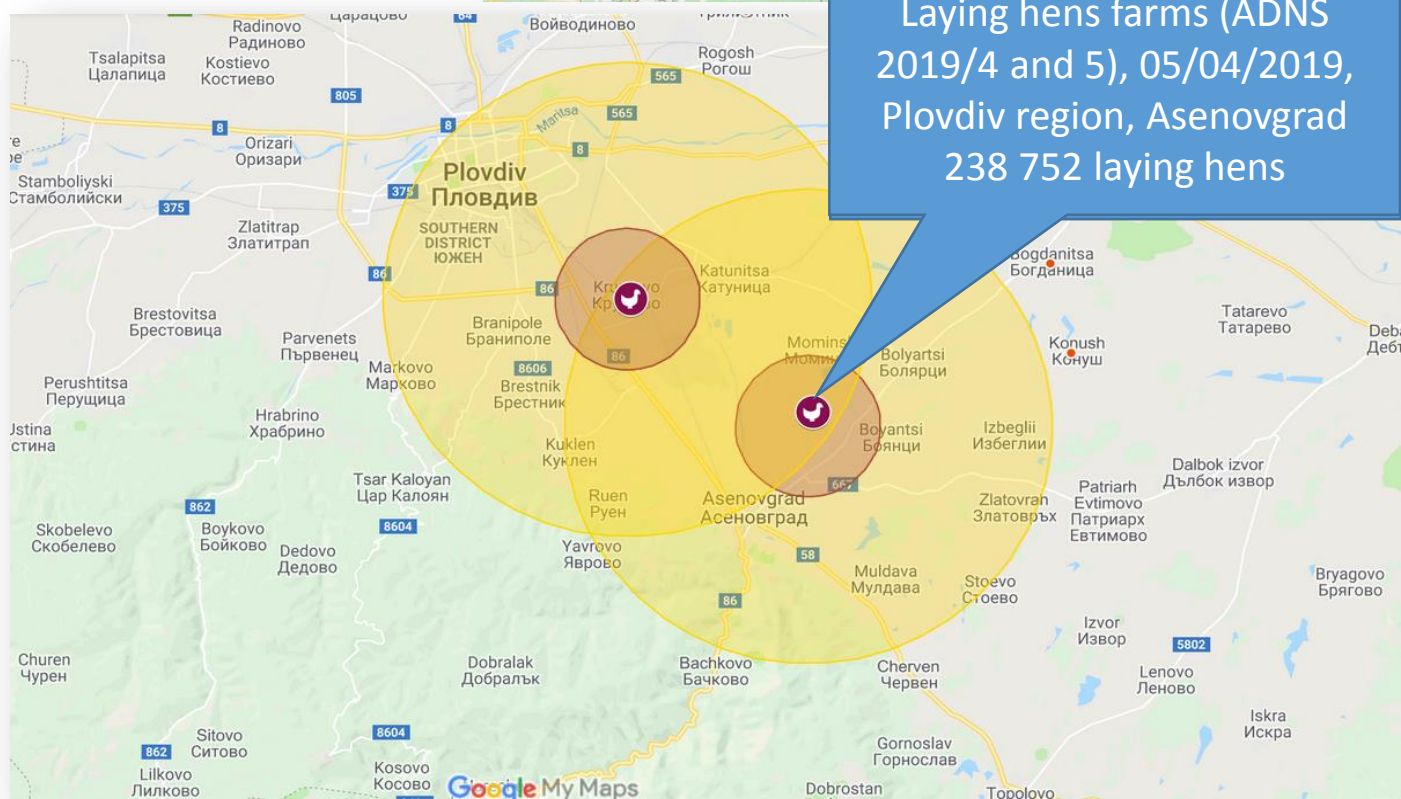 Laying hens farms (ADNS
2019/4 and 5), 05/04/2019,
Plovdiv region, Asenovgrad
238 752 laying hens
64
Radinovo
Радиново
Войводиново
Tsalapitsa
Цалапица
Kostievo
Костиево
Rogosh
Рогош
565
805
Maritsa
565
8
8
8
Orizari
Оризари
Stamboliyski
Стамболийски
375
Plovdiv
Пловдив
375
Zlatitrap
Златитрап
SOUTHERN
DISTRICT
ЮЖЕН
86
Katunitsa
Катуница
Bogdanitsa
Богданица
86
Brestovitsa
Брестовица
Branipole
Браниполе
Parvenets
Първенец
86
Bolyartsi
Болярци
Konush
Конуш
Tatarevo
Татарево
Markovo
Марково
8606
Brestnik
Брестник
Perushtitsa
Перущица
Hrabrino
Храбрино
Kuklen
Куклен
Boyantsi
Боянци
Izbeglii
Избеглии
Tsar Kaloyan
Цар Калоян
Ruen
Руен
667
Asenovgrad
Асеновград
Dalbok izvor
Дълбок извор
Zlatovrah
Златовръх
Patriarh
Evtimovo
Патриарх
Евтимово
862
8604
Skobelevo
Скобелево
Boykovo
Бойково
Dedovo
Дедово
Yavrovo
Яврово
58
Muldava
Мулдава
Stoevo
Стоево
Bryagovo
Брягово
86
Izvor
Извор
5802
Churen
Чурен
Dobralak
Добралък
Bachkovo
Бачково
Cherven
Червен
Lenovo
Леново
Iskra
Искра
Sitovo
Ситово
8604
862
Gornoslav
Горнослав
Lilkovo
Лилково
Kosovo
Косово
Google My Maps
Dobrostan
Topolovo